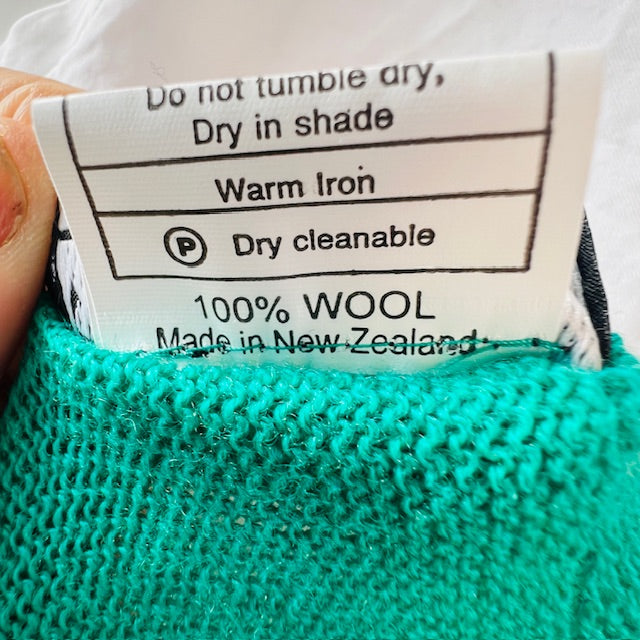 Do not tumble dry,
Dry in shade
Warm Iron
P Dry cleanable
100% WOOL
Made in New Zealand